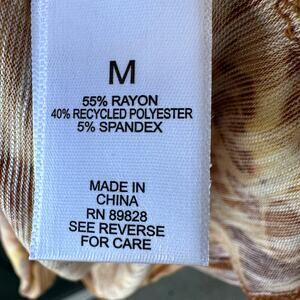 M
55% RAYON
40% RECYCLED POLYESTER
5% SPANDEX
MADE IN
CHINA
RN 89828
SEE REVERSE
FOR CARE